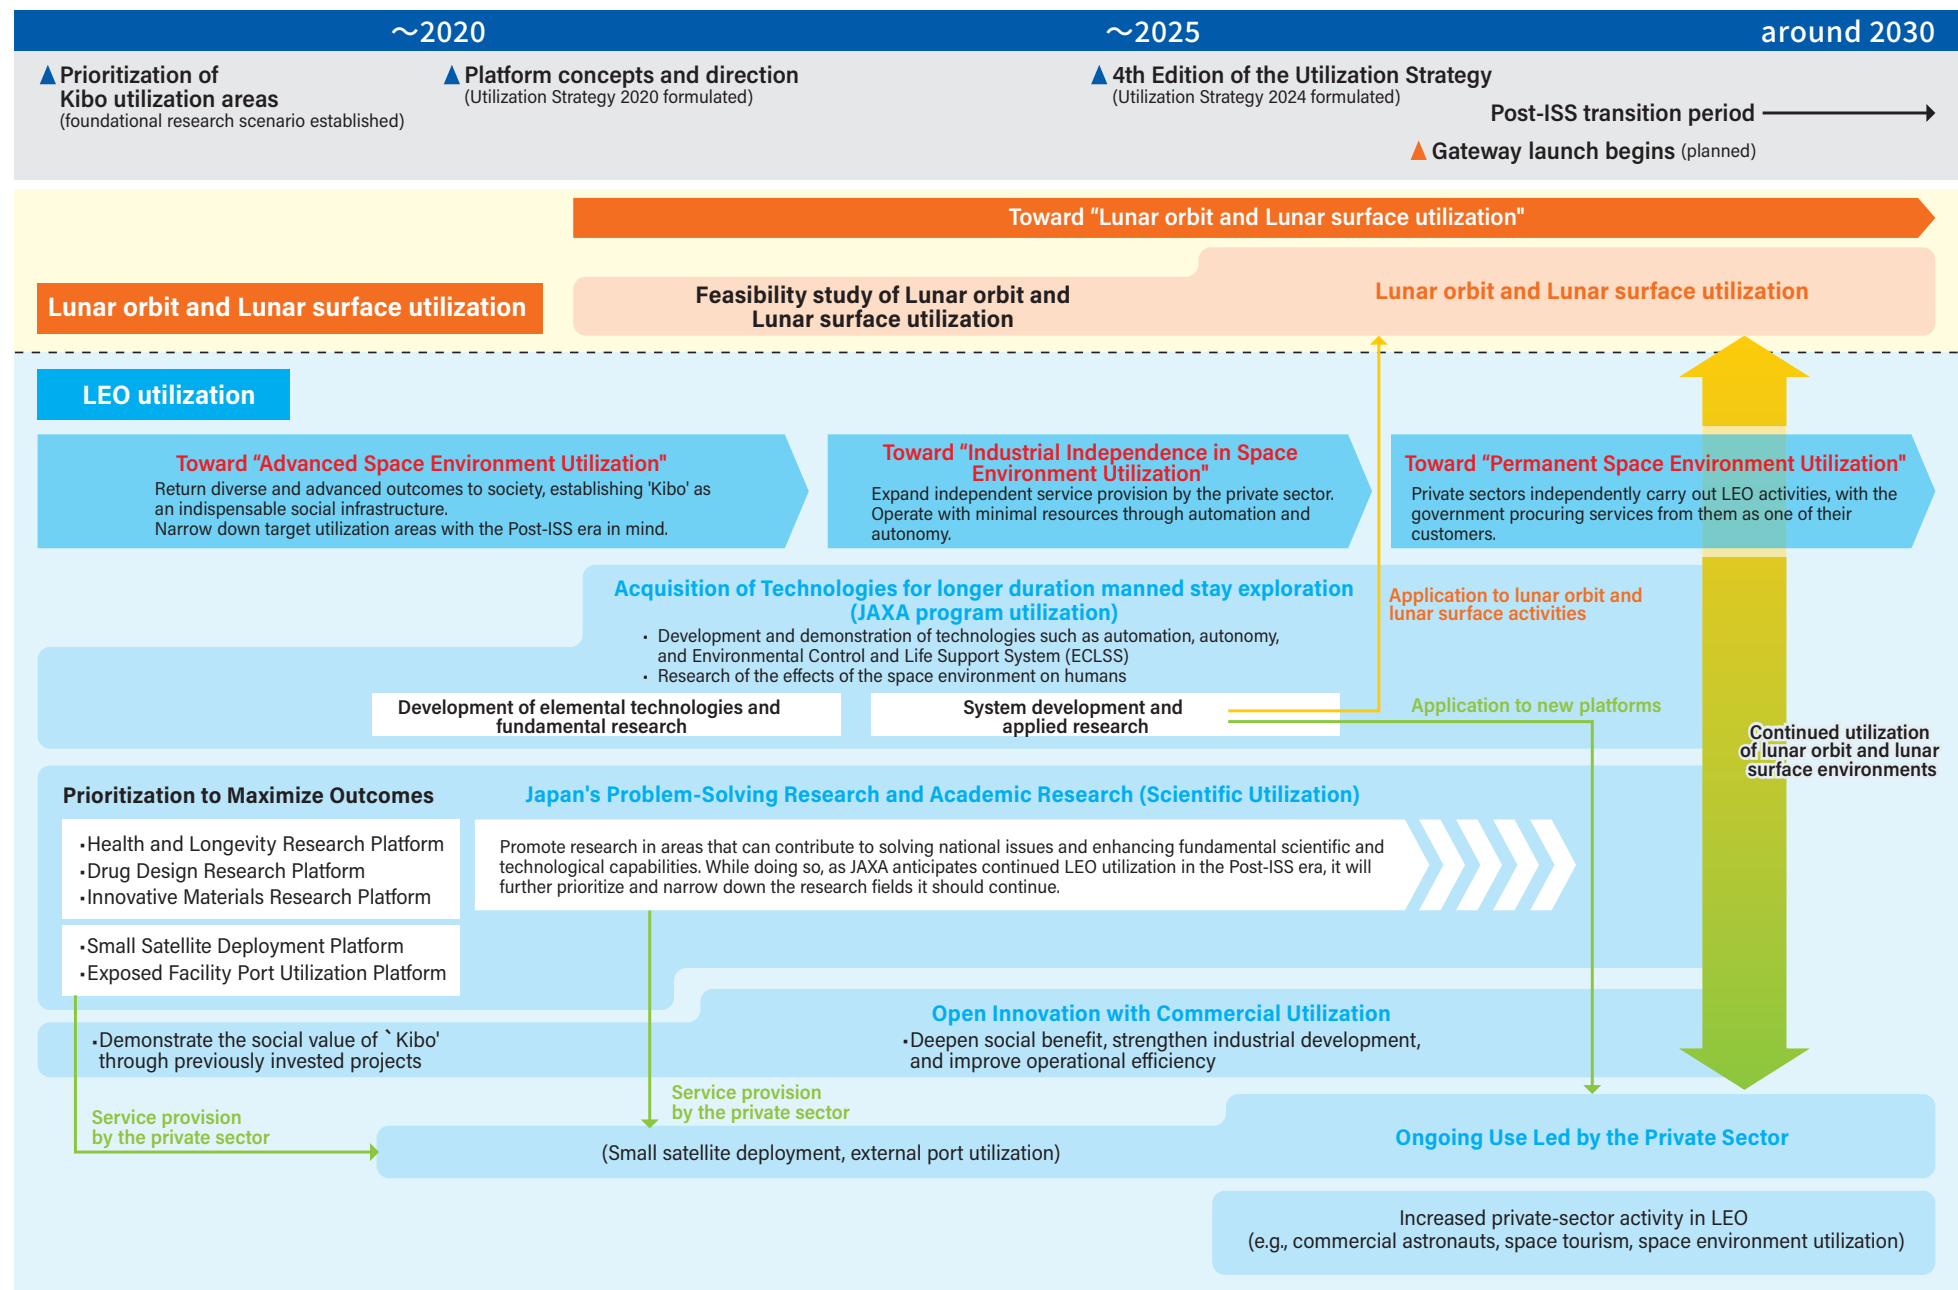 ～2020
～2025
around 2030
Prioritization of
Kibo utilization areas
(foundational research scenario established)
Platform concepts and direction
(Utilization Strategy 2020 formulated)
4th Edition of the Utilization Strategy
(Utilization Strategy 2024 formulated)
Post-ISS transition period
Gateway launch begins (planned)
Toward “Lunar orbit and Lunar surface utilization"
Lunar orbit and Lunar surface utilization
Feasibility study of Lunar orbit and
Lunar surface utilization
Lunar orbit and Lunar surface utilization
LEO utilization
Toward “Advanced Space Environment Utilization"
Return diverse and advanced outcomes to society, establishing 'Kibo' as
an indispensable social infrastructure.
Narrow down target utilization areas with the Post-ISS era in mind.
Toward “Industrial Independence in Space
Environment Utilization"
Expand independent service provision by the private sector.
Operate with minimal resources through automation and
autonomy.
Toward “Permanent Space Environment Utilization"
Private sectors independently carry out LEO activities, with the
government procuring services from them as one of their
customers.
Acquisition of Technologies for longer duration manned stay exploration
(JAXA program utilization)
・ Development and demonstration of technologies such as automation, autonomy,
and Environmental Control and Life Support System (ECLSS)
・ Research of the effects of the space environment on humans
Development of elemental technologies and
fundamental research
System development and
applied research
Application to lunar orbit and
lunar surface activities
Application to new platforms
Continued utilization
of lunar orbit and lunar
surface environments
Prioritization to Maximize Outcomes
・Health and Longevity Research Platform
・Drug Design Research Platform
・Innovative Materials Research Platform
・Small Satellite Deployment Platform
・Exposed Facility Port Utilization Platform
Japan's Problem-Solving Research and Academic Research (Scientific Utilization)
Promote research in areas that can contribute to solving national issues and enhancing fundamental scientific and
technological capabilities. While doing so, as JAXA anticipates continued LEO utilization in the Post-ISS era, it will
further prioritize and narrow down the research fields it should continue.
・Demonstrate the social value of `Kibo'
through previously invested projects
Open Innovation with Commercial Utilization
・Deepen social benefit, strengthen industrial development,
and improve operational efficiency
Service provision
by the private sector
Service provision
by the private sector
(Small satellite deployment, external port utilization)
Ongoing Use Led by the Private Sector
Increased private-sector activity in LEO
(e.g., commercial astronauts, space tourism, space environment utilization)